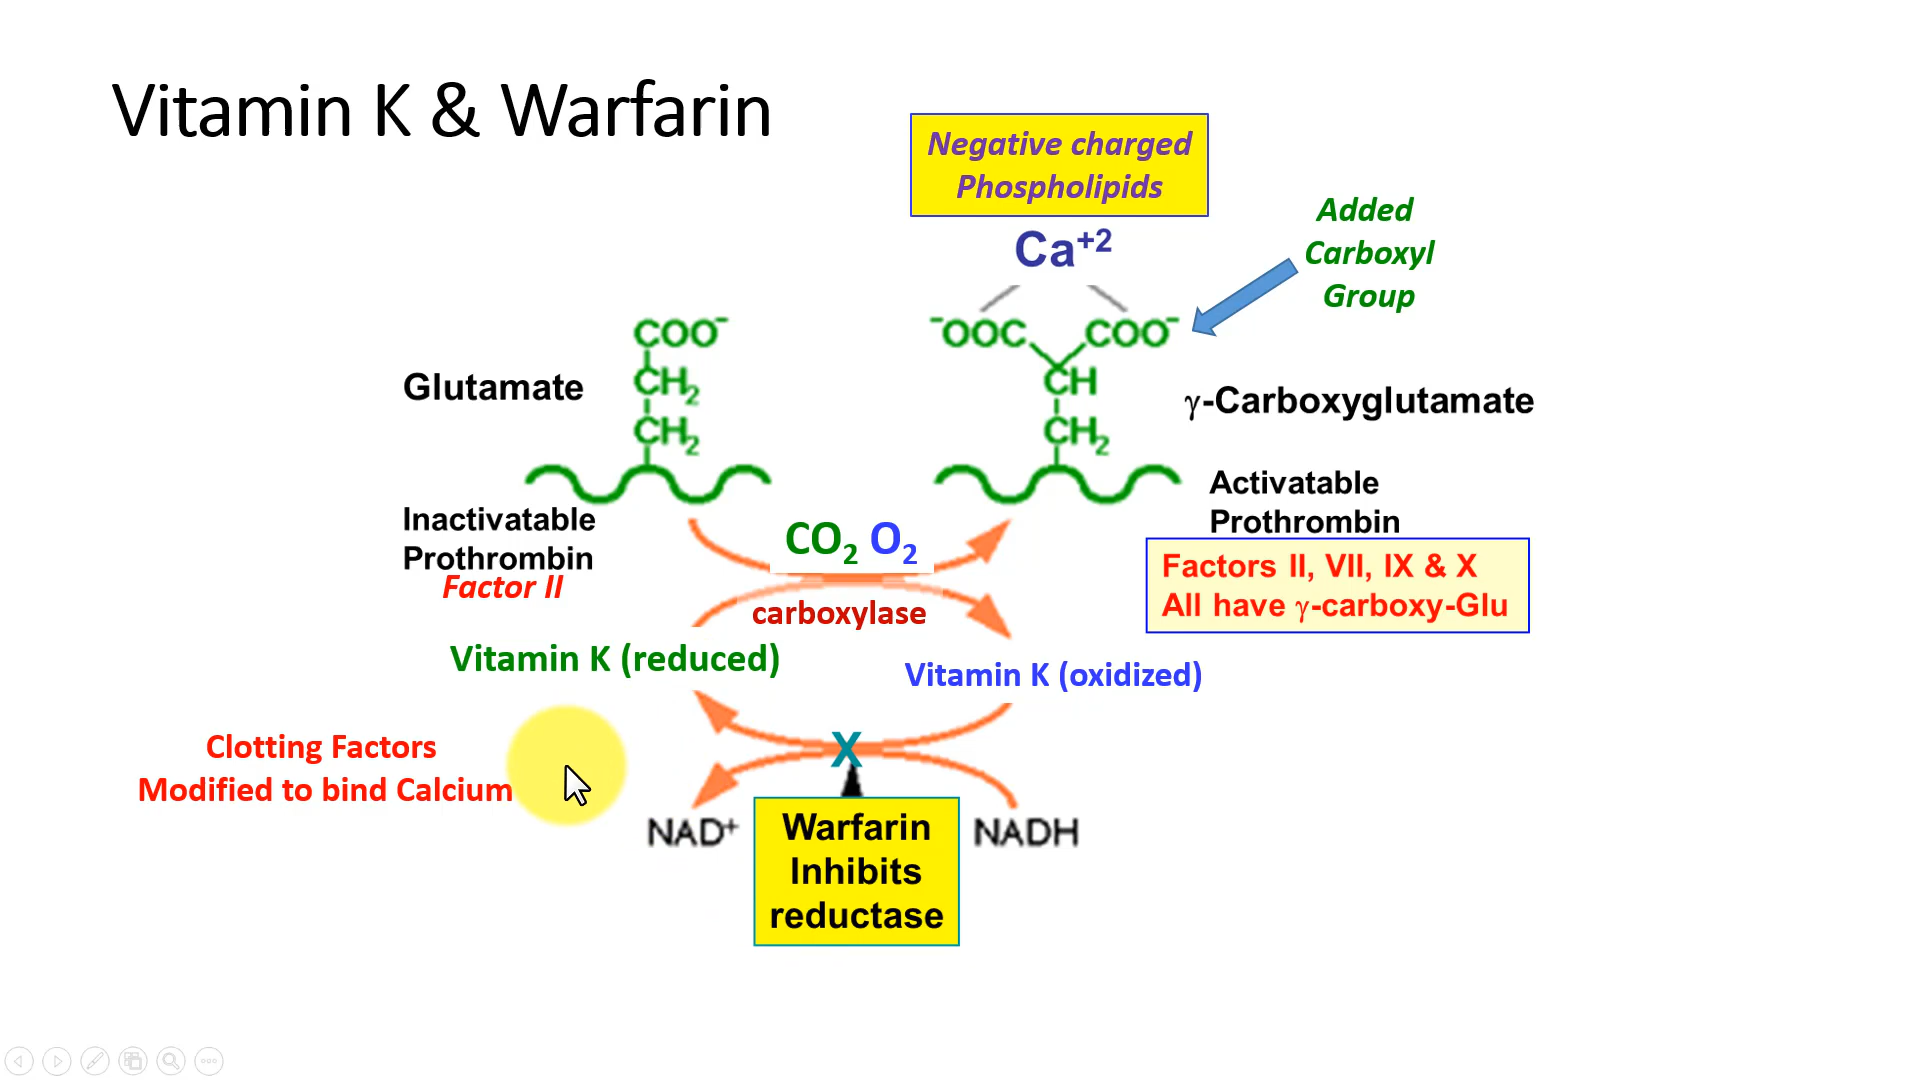 Vitamin K & Warfarin
Negative charged
Phospholipids
Ca+2
Added
Carboxyl
Group
COO⁻
CH₂
CH₂
Glutamate
⁻OOC COO⁻
CH
CH₂
γ-Carboxyglutamate
Inactivatable
Prothrombin
Factor II
CO₂ O₂
carboxylase
Activatable
Prothrombin
Factors II, VII, IX & X
All have γ-carboxy-Glu
Vitamin K (reduced)
Vitamin K (oxidized)
Clotting Factors
Modified to bind Calcium
X
NAD⁺
NADH
Warfarin
Inhibits
reductase